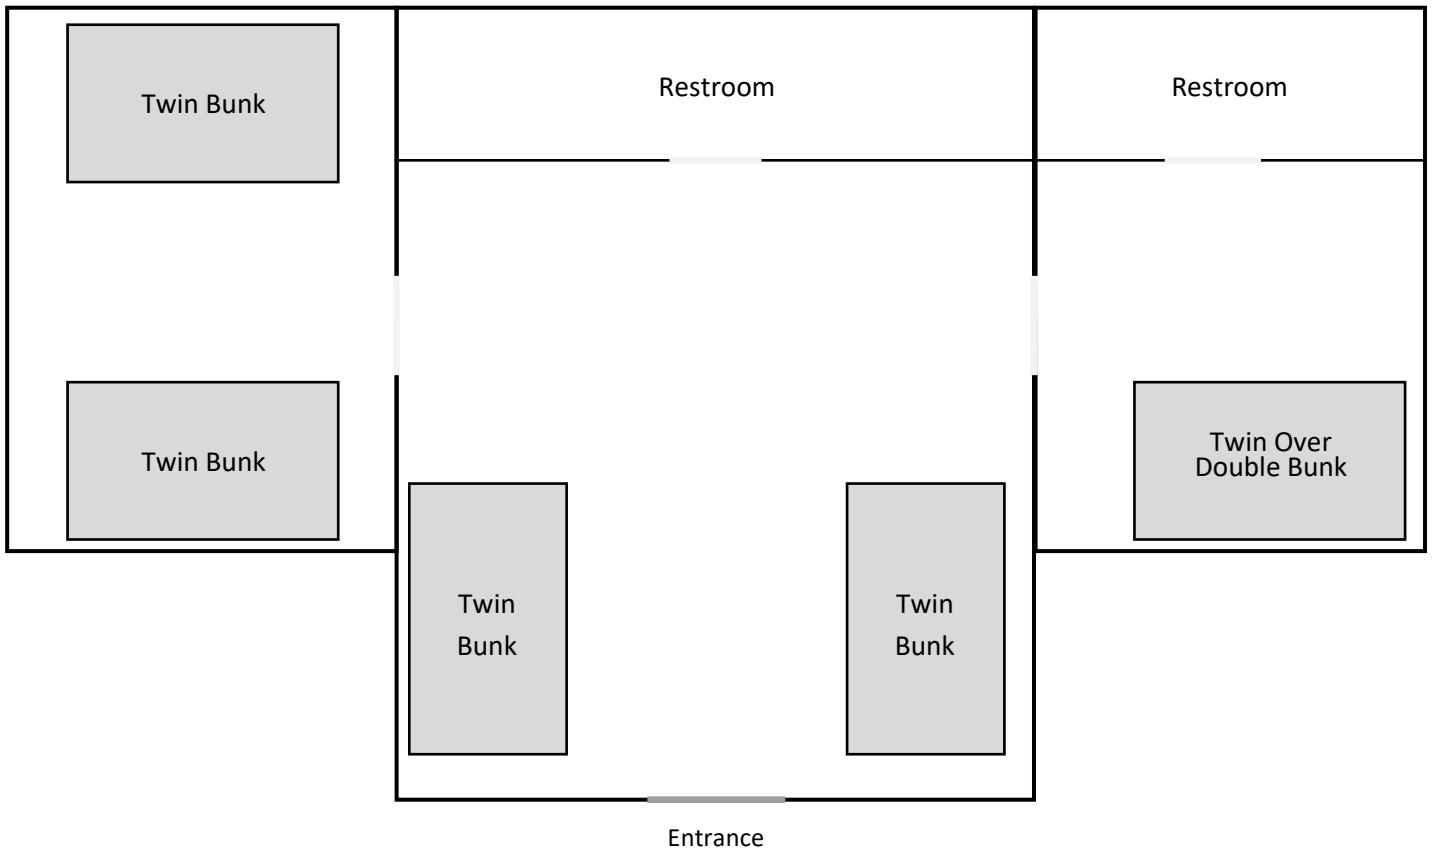 Twin Bunk
Restroom
Restroom
Twin Bunk
Twin Over
Double Bunk
Twin
Bunk
Twin
Bunk
Entrance